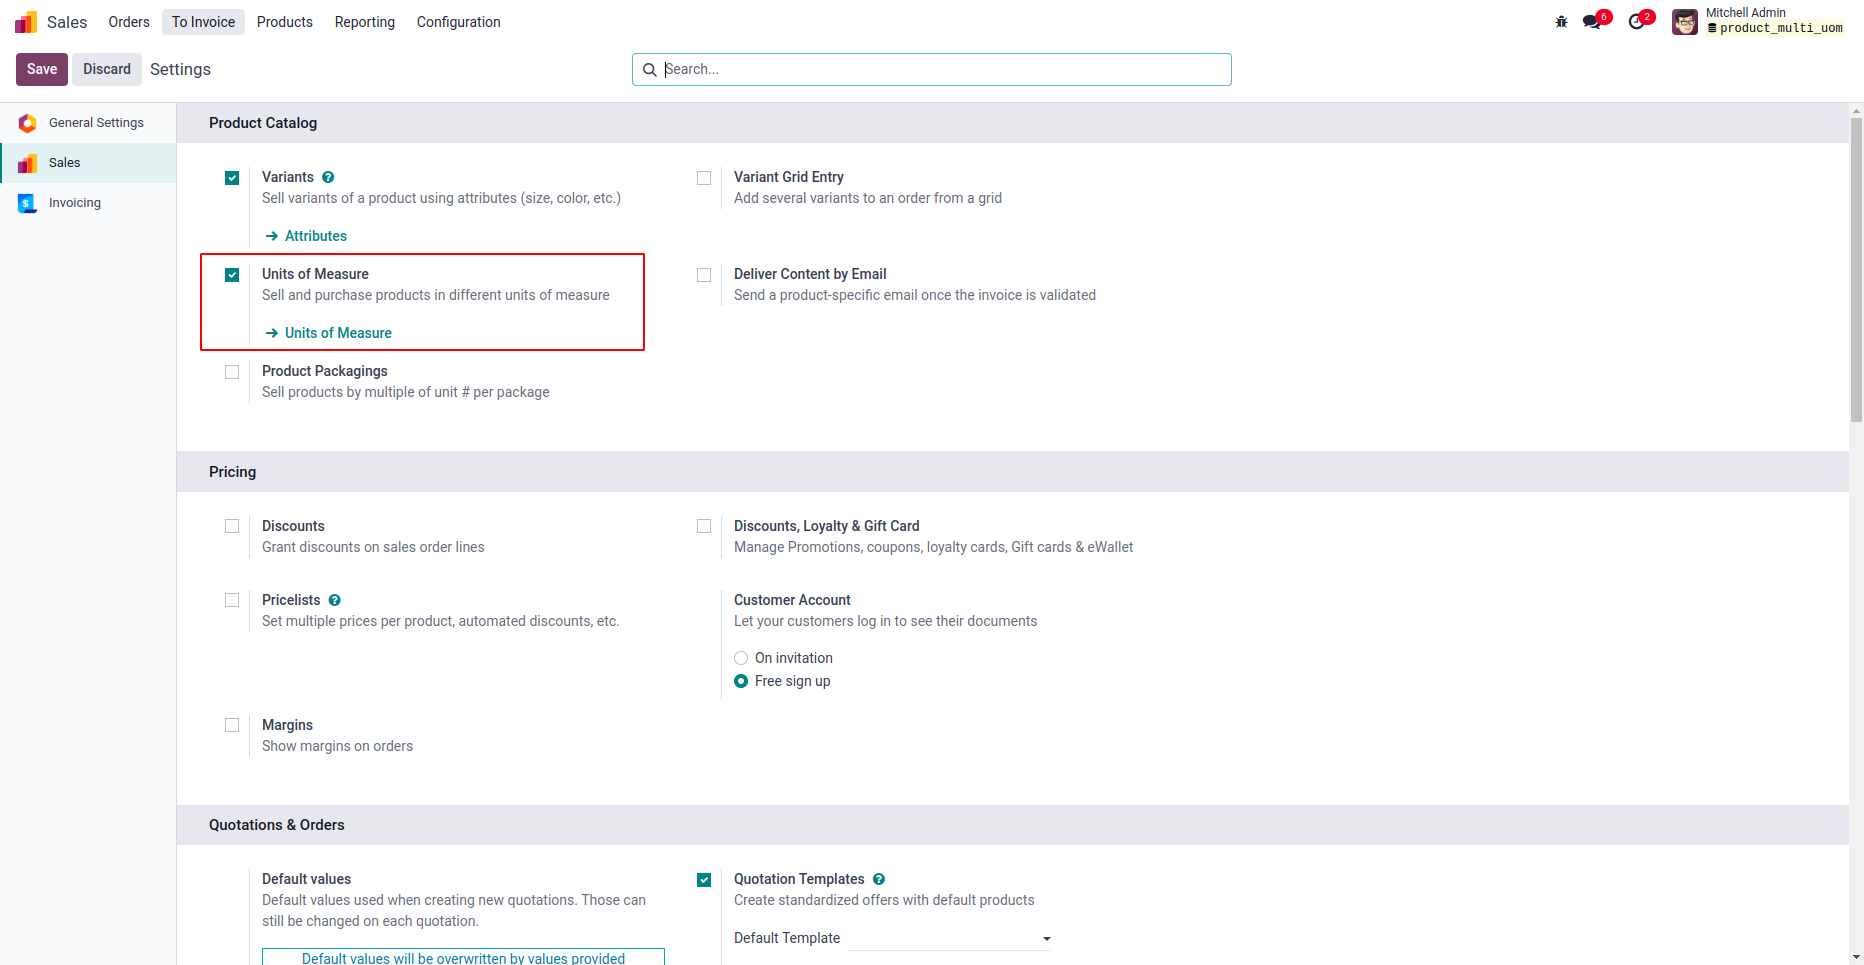 Sales Orders To Invoice Products Reporting Configuration 6 2 Mitchell Admin
product_multi_uom
Save Discard Settings Search...
General Settings
Sales
Invoicing
Product Catalog
Variants ?
Sell variants of a product using attributes (size, color, etc.)
Attributes
Variant Grid Entry
Add several variants to an order from a grid
Units of Measure
Sell and purchase products in different units of measure
Units of Measure
Deliver Content by Email
Send a product-specific email once the invoice is validated
Product Packagings
Sell products by multiple of unit # per package
Pricing
Discounts
Grant discounts on sales order lines
Discounts, Loyalty & Gift Card
Manage Promotions, coupons, loyalty cards, Gift cards & eWallet
Pricelists ?
Set multiple prices per product, automated discounts, etc.
Customer Account
Let your customers log in to see their documents
On invitation
Free sign up
Margins
Show margins on orders
Quotations & Orders
Default values
Default values used when creating new quotations. Those can
still be changed on each quotation.
Default values will be overwritten by values provided
Quotation Templates ?
Create standardized offers with default products
Default Template